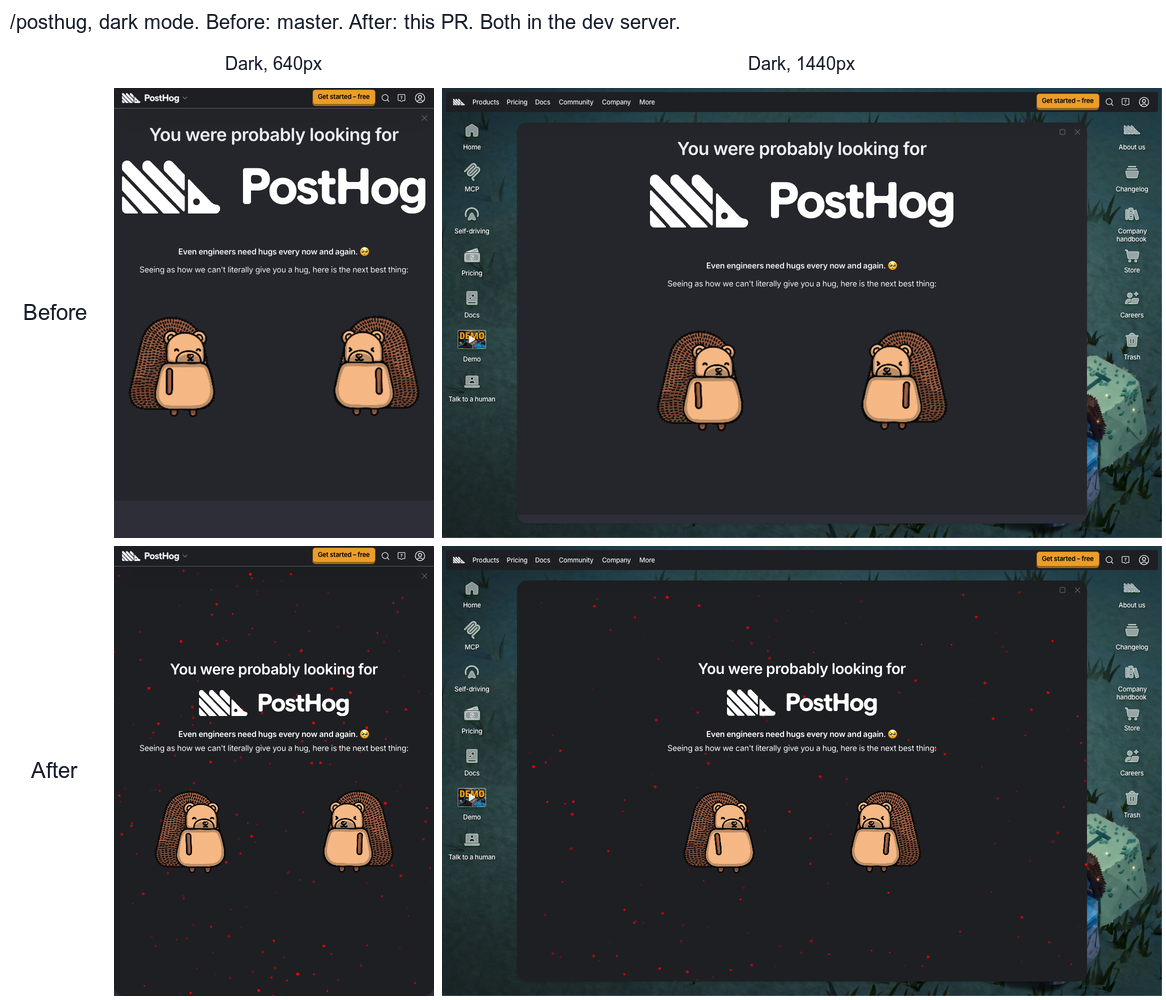 /posthug, dark mode. Before: master. After: this PR. Both in the dev server.
Dark, 640px
Dark, 1440px
Before
PostHog
Get started – free
You were probably looking for
PostHog
Even engineers need hugs every now and again. 🥺
Seeing as how we can't literally give you a hug, here is the next best thing:
Products Pricing Docs Community Company More
Get started – free
Home
MCP
Self-driving
Pricing
Docs
DEMO
Demo
Talk to a human
You were probably looking for
PostHog
Even engineers need hugs every now and again. 🥺
Seeing as how we can't literally give you a hug, here is the next best thing:
About us
Changelog
Company
handbook
Store
Careers
Trash
After
PostHog
Get started – free
You were probably looking for
PostHog
Even engineers need hugs every now and again. 🥺
Seeing as how we can't literally give you a hug, here is the next best thing:
Products Pricing Docs Community Company More
Get started – free
Home
MCP
Self-driving
Pricing
Docs
DEMO
Demo
Talk to a human
You were probably looking for
PostHog
Even engineers need hugs every now and again. 🥺
Seeing as how we can't literally give you a hug, here is the next best thing:
About us
Changelog
Company
handbook
Store
Careers
Trash